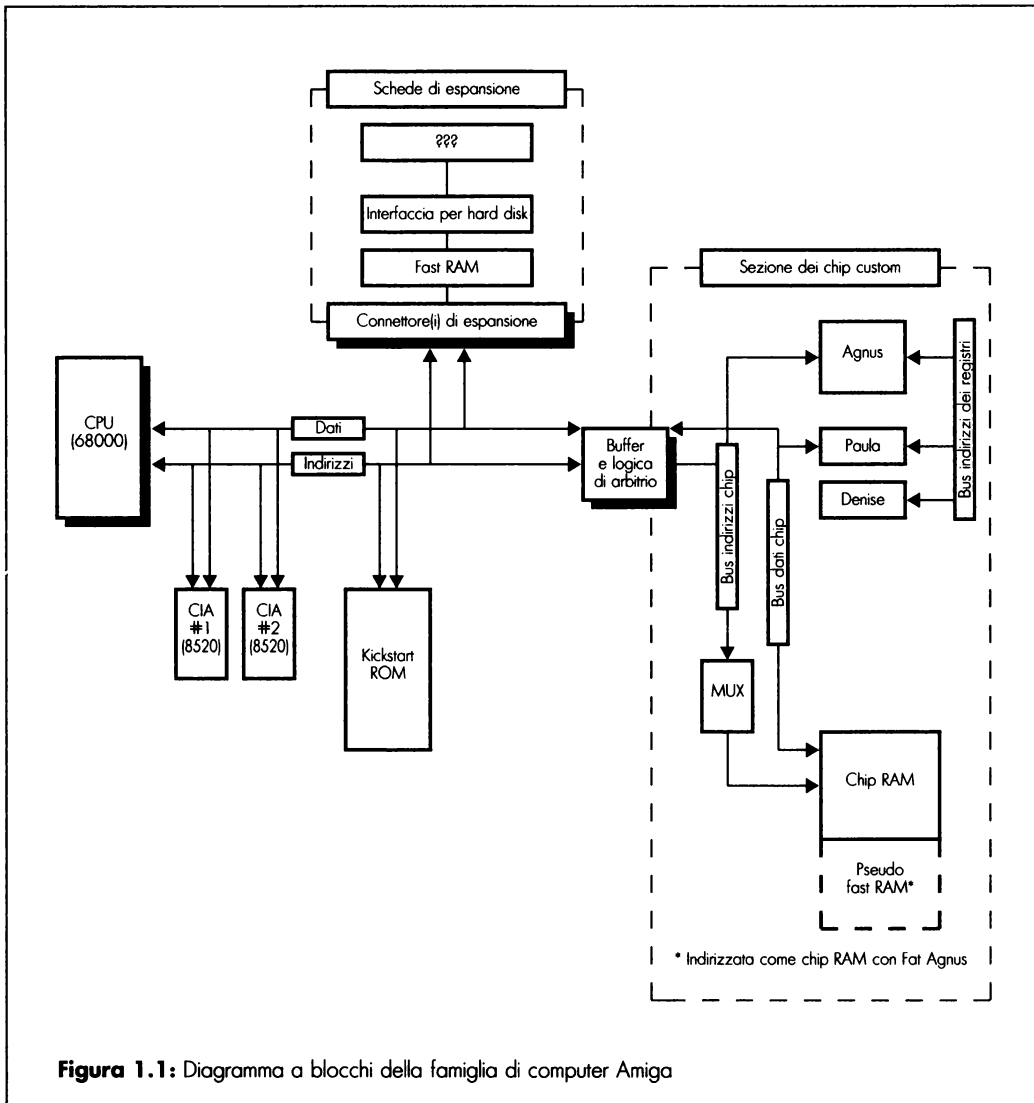 Schede di espansione
???
Interfaccia per hard disk
Fast RAM
Connettore(i) di espansione
Sezione dei chip custom
CPU
(68000)
Dati
Indirizzi
Buffer
e logica
di arbitrio
Agnus
Paula
Denise
Bus indirizzi dei registri
Bus indirizzi chip
Bus dati chip
CIA
#1
(8520)
CIA
#2
(8520)
Kickstart
ROM
MUX
Chip RAM
Pseudo
fast RAM*
* Indirizzata come chip RAM con Fat Agnus
Figura 1.1: Diagramma a blocchi della famiglia di computer Amiga